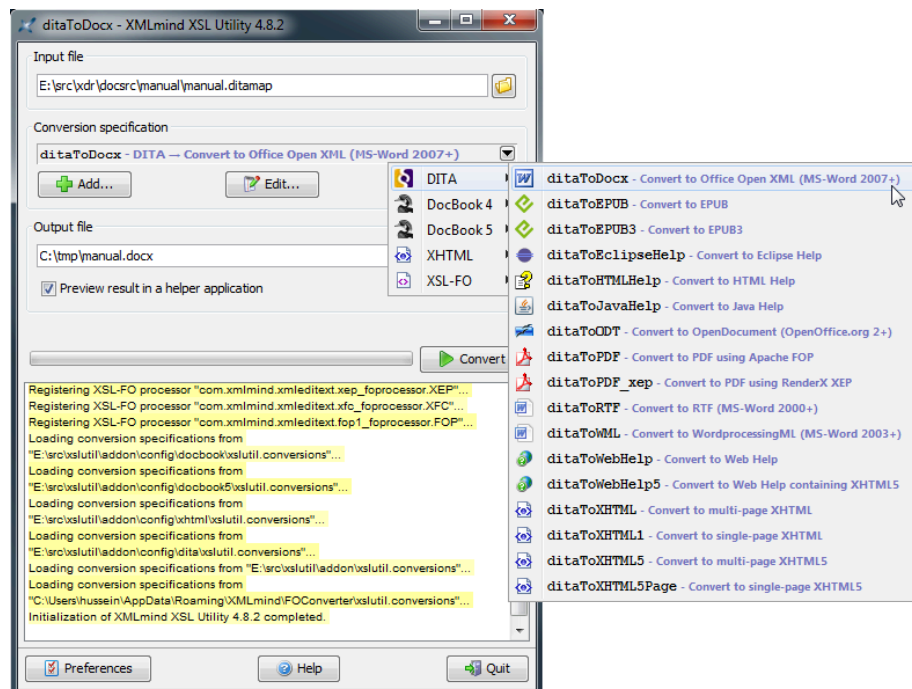 ditaToDocx - XMLmind XSL Utility 4.8.2
Input file
E:\src\xdr\docsrc\manual\manual.ditamap
Conversion specification
ditaToDocx - DITA → Convert to Office Open XML (MS-Word 2007+)
Add...
Edit...
Output file
C:\tmp\manual.docx
Preview result in a helper application
Convert
DITA
DocBook 4
DocBook 5
XHTML
XSL-FO
ditaToDocx - Convert to Office Open XML (MS-Word 2007+)
ditaToEPUB - Convert to EPUB
ditaToEPUB3 - Convert to EPUB3
ditaToEclipseHelp - Convert to Eclipse Help
ditaToHTMLHelp - Convert to HTML Help
ditaToJavaHelp - Convert to Java Help
ditaToODT - Convert to OpenDocument (OpenOffice.org 2+)
ditaToPDF - Convert to PDF using Apache FOP
ditaToPDF_xep - Convert to PDF using RenderX XEP
ditaToRTF - Convert to RTF (MS-Word 2000+)
ditaToWML - Convert to WordprocessingML (MS-Word 2003+)
ditaToWebHelp - Convert to Web Help
ditaToWebHelp5 - Convert to Web Help containing XHTML5
ditaToXHTML - Convert to multi-page XHTML
ditaToXHTML1 - Convert to single-page XHTML
ditaToXHTML5 - Convert to multi-page XHTML5
ditaToXHTML5Page - Convert to single-page XHTML5
Registering XSL-FO processor "com.xmlmind.xmleditext.xep_foprocessor.XEP"...
Registering XSL-FO processor "com.xmlmind.xmleditext.xfc_foprocessor.XFC"...
Registering XSL-FO processor "com.xmlmind.xmleditext.fop1_foprocessor.FOP"...
Loading conversion specifications from
"E:\src\xslutil\addon\config\docbook\xslutil.conversions"...
Loading conversion specifications from
"E:\src\xslutil\addon\config\docbook5\xslutil.conversions"...
Loading conversion specifications from
"E:\src\xslutil\addon\config\xhtml\xslutil.conversions"...
Loading conversion specifications from
"E:\src\xslutil\addon\config\dita\xslutil.conversions"...
Loading conversion specifications from "E:\src\xslutil\addon\xslutil.conversions"...
Loading conversion specifications from
"C:\Users\hussein\AppData\Roaming\XMLmind\FOConverter\xslutil.conversions"...
Initialization of XMLmind XSL Utility 4.8.2 completed.
Preferences
Help
Quit